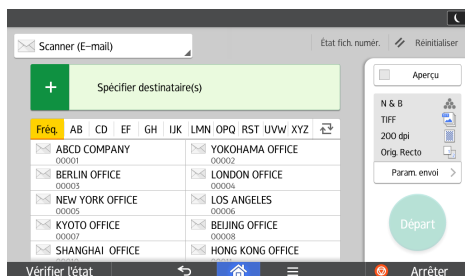 Scanner (E-mail)
État fich. numér.
Réinitialiser
+ Spécifier destinataire(s)
Aperçu
N & B
TIFF
200 dpi
Orig. Recto
Param. envoi
Départ
Fréq. AB CD EF GH IJK LMN OPQ RST UVW XYZ
ABCD COMPANY
00001
YOKOHAMA OFFICE
00002
BERLIN OFFICE
00003
LONDON OFFICE
00004
NEW YORK OFFICE
00005
LOS ANGELES
00006
KYOTO OFFICE
00007
BEIJING OFFICE
00008
SHANGHAI OFFICE
HONG KONG OFFICE
Vérifier l'état
Arrêter